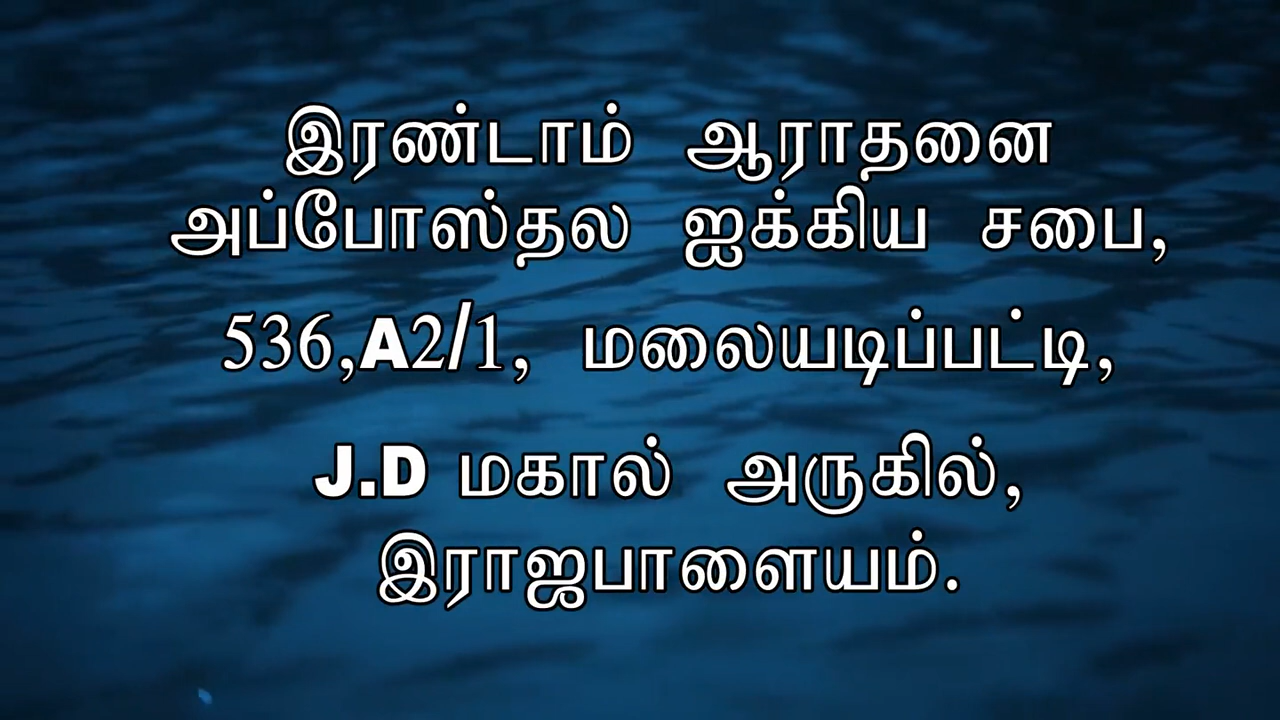 இரண்டாம் ஆராதனை
அப்போஸ்தல ஐக்கிய சபை,
536,A2/1, மலையடிப்பட்டி,
J.D மகால் அருகில்,
இராஜபாளையம்.